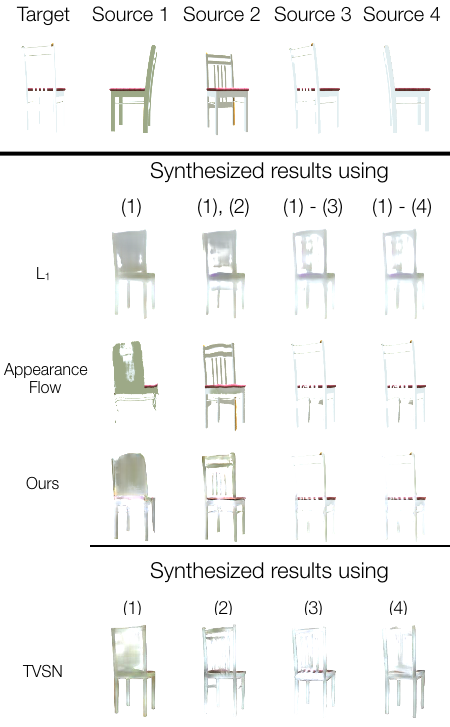 Target Source 1 Source 2 Source 3 Source 4
Synthesized results using
(1) (1), (2) (1) - (3) (1) - (4)
L₁
Appearance
Flow
Ours
Synthesized results using
(1) (2) (3) (4)
TVSN